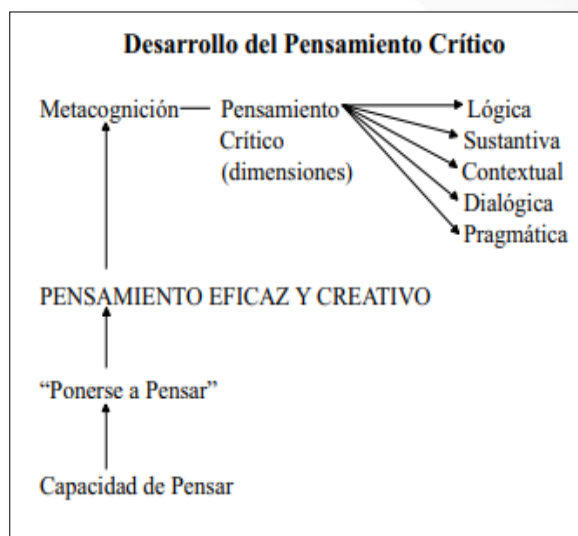 Desarrollo del Pensamiento Crítico
Metacognición
Pensamiento
Crítico
(dimensiones)
Lógica
Sustantiva
Contextual
Dialógica
Pragmática
PENSAMIENTO EFICAZ Y CREATIVO
“Ponerse a Pensar”
Capacidad de Pensar